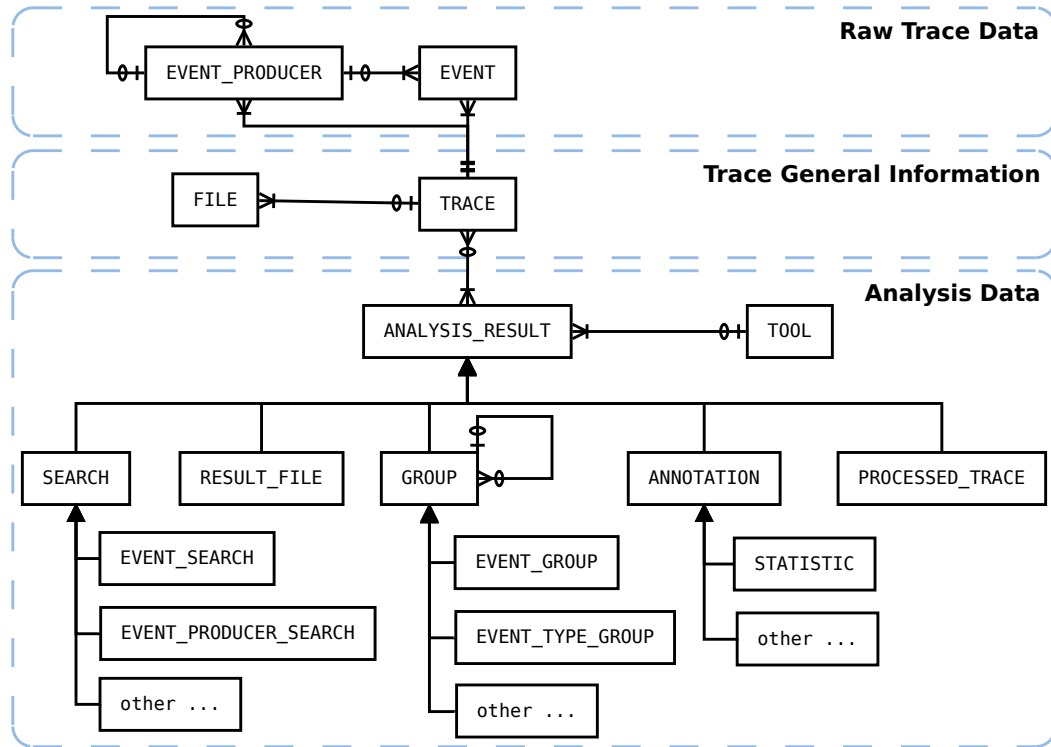 Raw Trace Data
EVENT_PRODUCER
EVENT
Trace General Information
FILE
TRACE
Analysis Data
ANALYSIS_RESULT
TOOL
SEARCH
RESULT_FILE
GROUP
ANNOTATION
PROCESSED_TRACE
EVENT_SEARCH
EVENT_PRODUCER_SEARCH
other ...
EVENT_GROUP
EVENT_TYPE_GROUP
other ...
STATISTIC
other ...